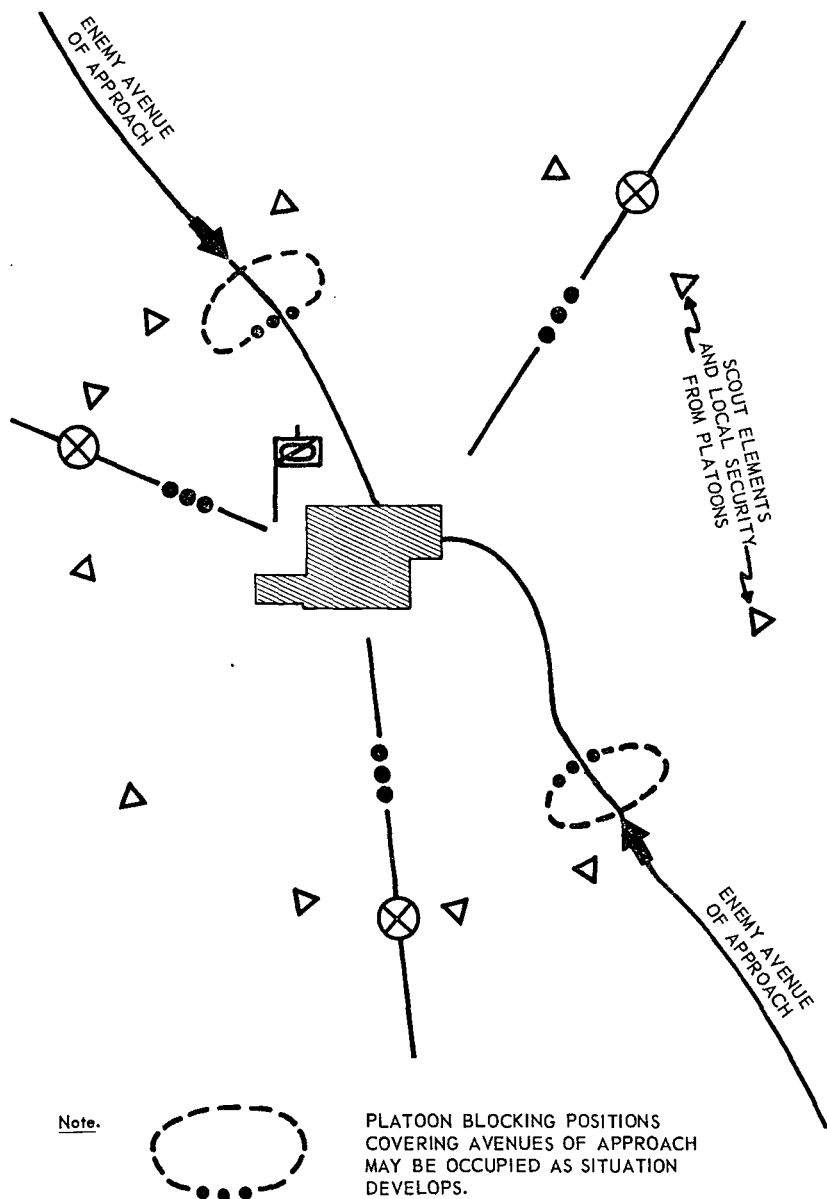 ENEMY AVENUE
OF APPROACH
SCOUT ELEMENTS
AND LOCAL SECURITY
FROM PLATOONS
ENEMY AVENUE
OF APPROACH
Note.
PLATOON BLOCKING POSITIONS
COVERING AVENUES OF APPROACH
MAY BE OCCUPIED AS SITUATION
DEVELOPS.